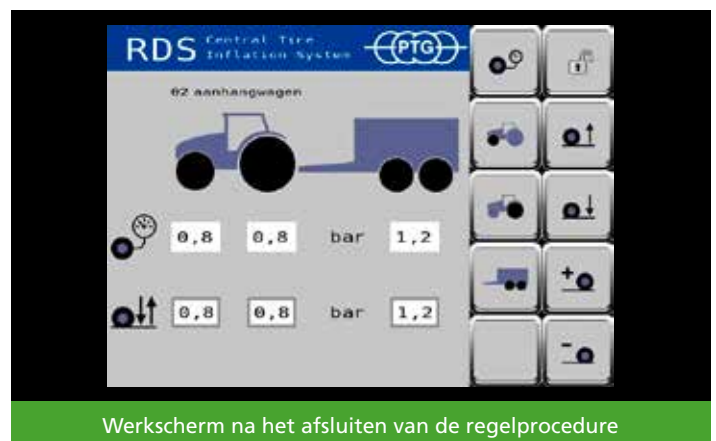 RDS Central Tire
Inflation System
PTG
02 aanhangwagen
0,8 0,8 bar 1,2
0,8 0,8 bar 1,2
+
-
Werkscherm na het afsluiten van de regelprocedure